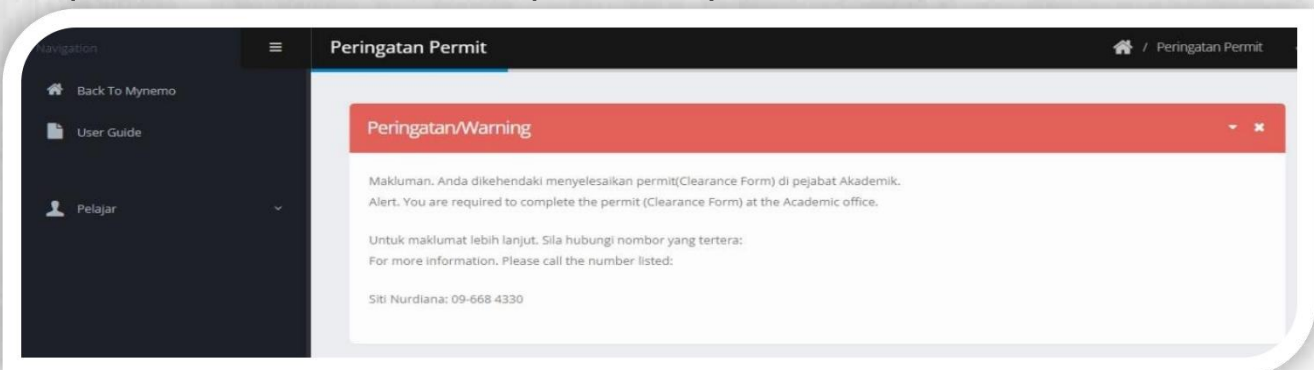 Navigation
Peringatan Permit
/ Peringatan Permit
Back To Mynemo
User Guide
Pelajar
Peringatan/Warning
Makluman. Anda dikehendaki menyelesaikan permit(Clearance Form) di pejabat Akademik.
Alert. You are required to complete the permit (Clearance Form) at the Academic office.
Untuk maklumat lebih lanjut. Sila hubungi nombor yang tertera:
For more information. Please call the number listed:
Siti Nurdiana: 09-668 4330